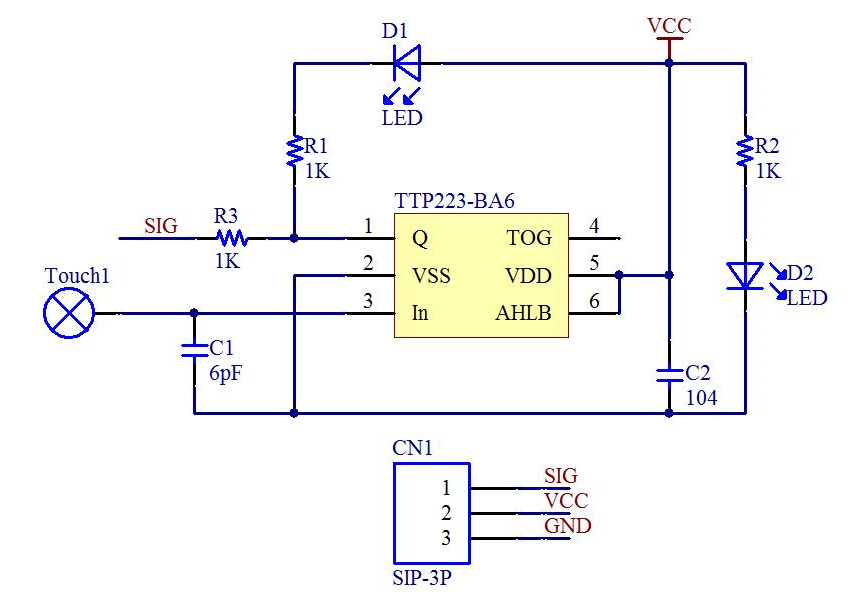 D1
VCC
LED
R1
1K
R2
1K
TTP223-BA6
SIG
R3
1K
1
Q
TOG
4
2
VSS
VDD
5
3
In
AHLB
6
Touch1
D2
LED
C1
6pF
C2
104
CN1
1
SIG
2
VCC
3
GND
SIP-3P